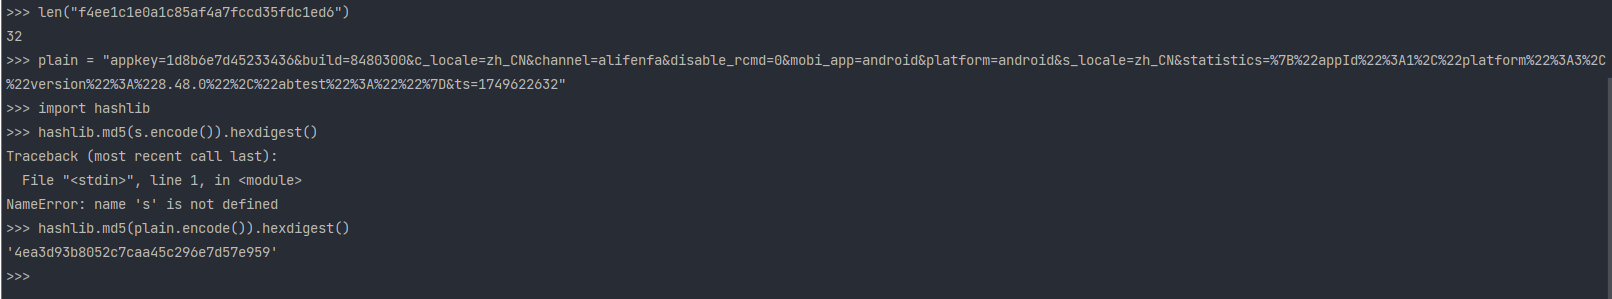 >>> len("f4ee1c1e0a1c85af4a7fccd35fdc1ed6")
32
>>> plain = "appkey=1d8b6e7d45233436&build=8480300&c_locale=zh_CN&channel=alifenfa&disable_rcmd=0&mobi_app=android&platform=android&s_locale=zh_CN&statistics=%7B%22appId%22%3A1%2C%22platform%22%3A3%2C
%22version%22%3A%228.48.0%22%2C%22abtest%22%3A%22%22%7D&ts=1749622632"
>>> import hashlib
>>> hashlib.md5(s.encode()).hexdigest()
Traceback (most recent call last):
  File "<stdin>", line 1, in <module>
NameError: name 's' is not defined
>>> hashlib.md5(plain.encode()).hexdigest()
'4ea3d93b8052c7caa45c296e7d57e959'
>>>